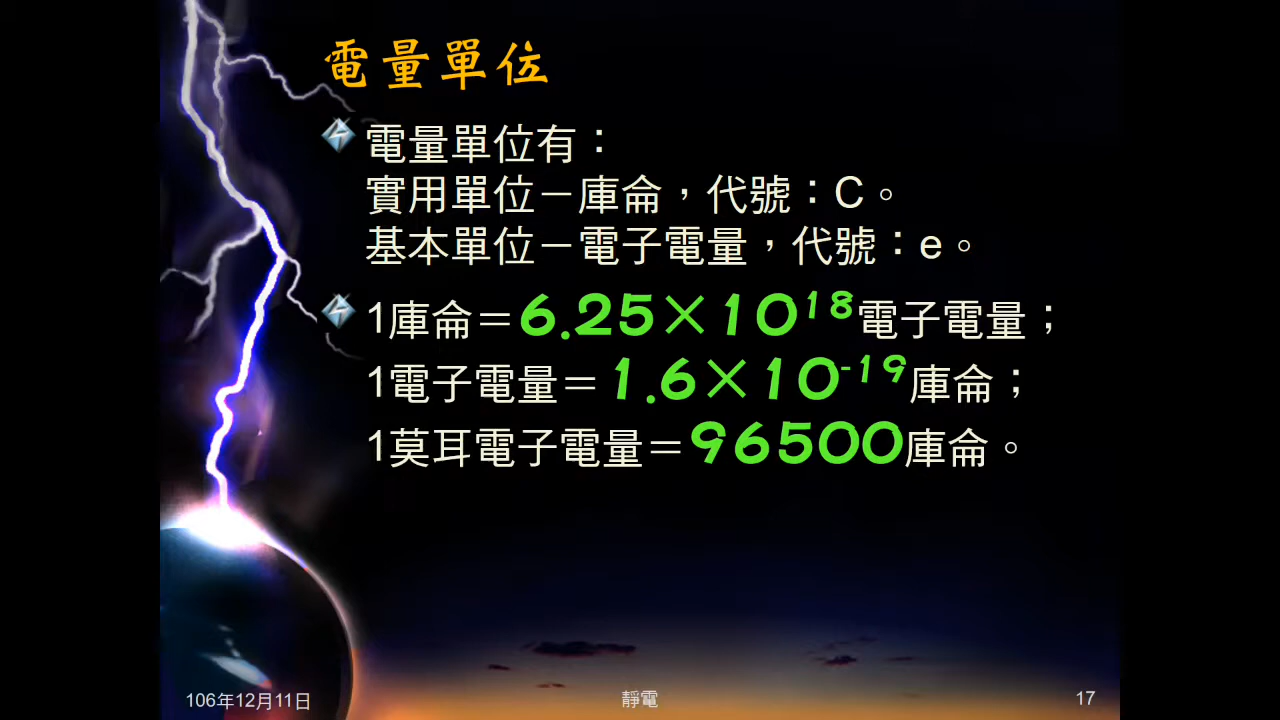 電量單位
電量單位有：
實用單位－庫侖，代號：C。
基本單位－電子電量，代號：e。
1庫侖＝6.25×10¹⁸電子電量；
1電子電量＝1.6×10⁻¹⁹庫侖；
1莫耳電子電量＝96500庫侖。
106年12月11日
靜電
17